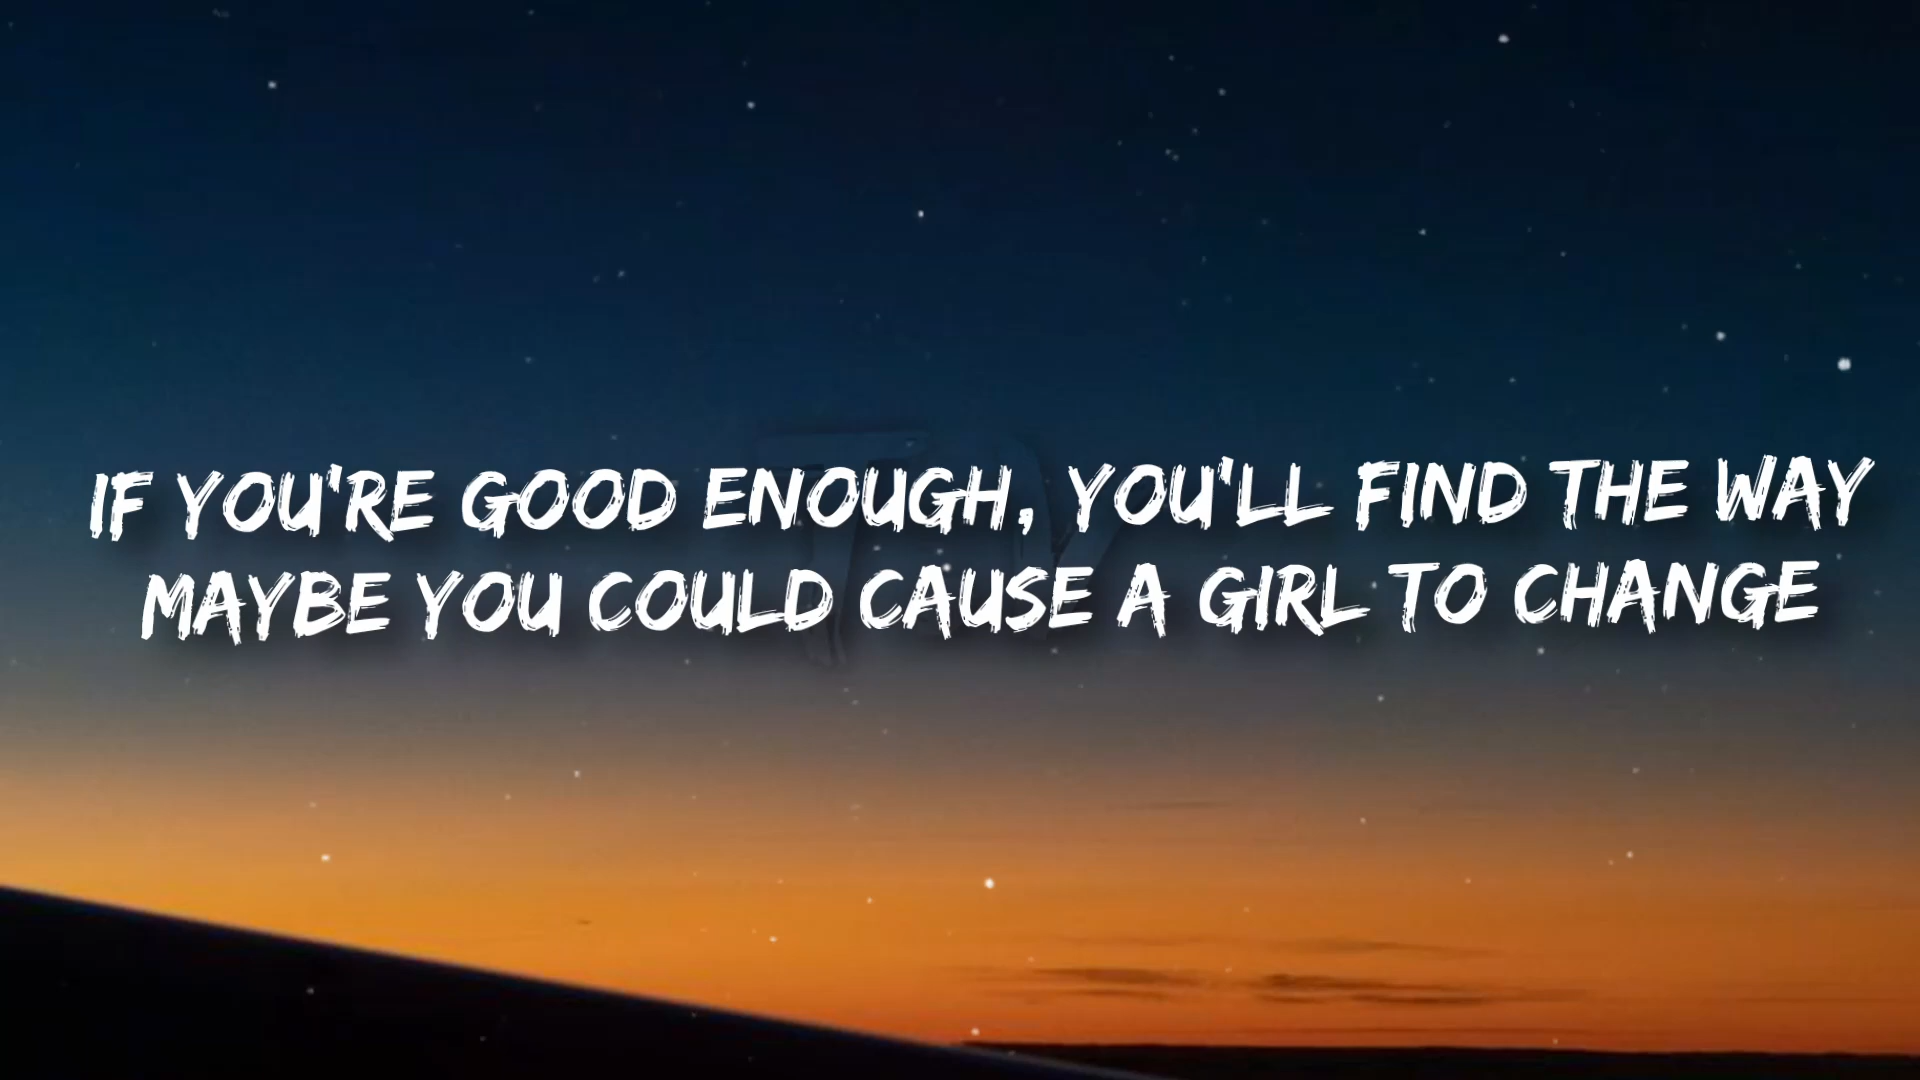 IF YOU'RE GOOD ENOUGH, YOU'LL FIND THE WAY
MAYBE YOU COULD CAUSE A GIRL TO CHANGE